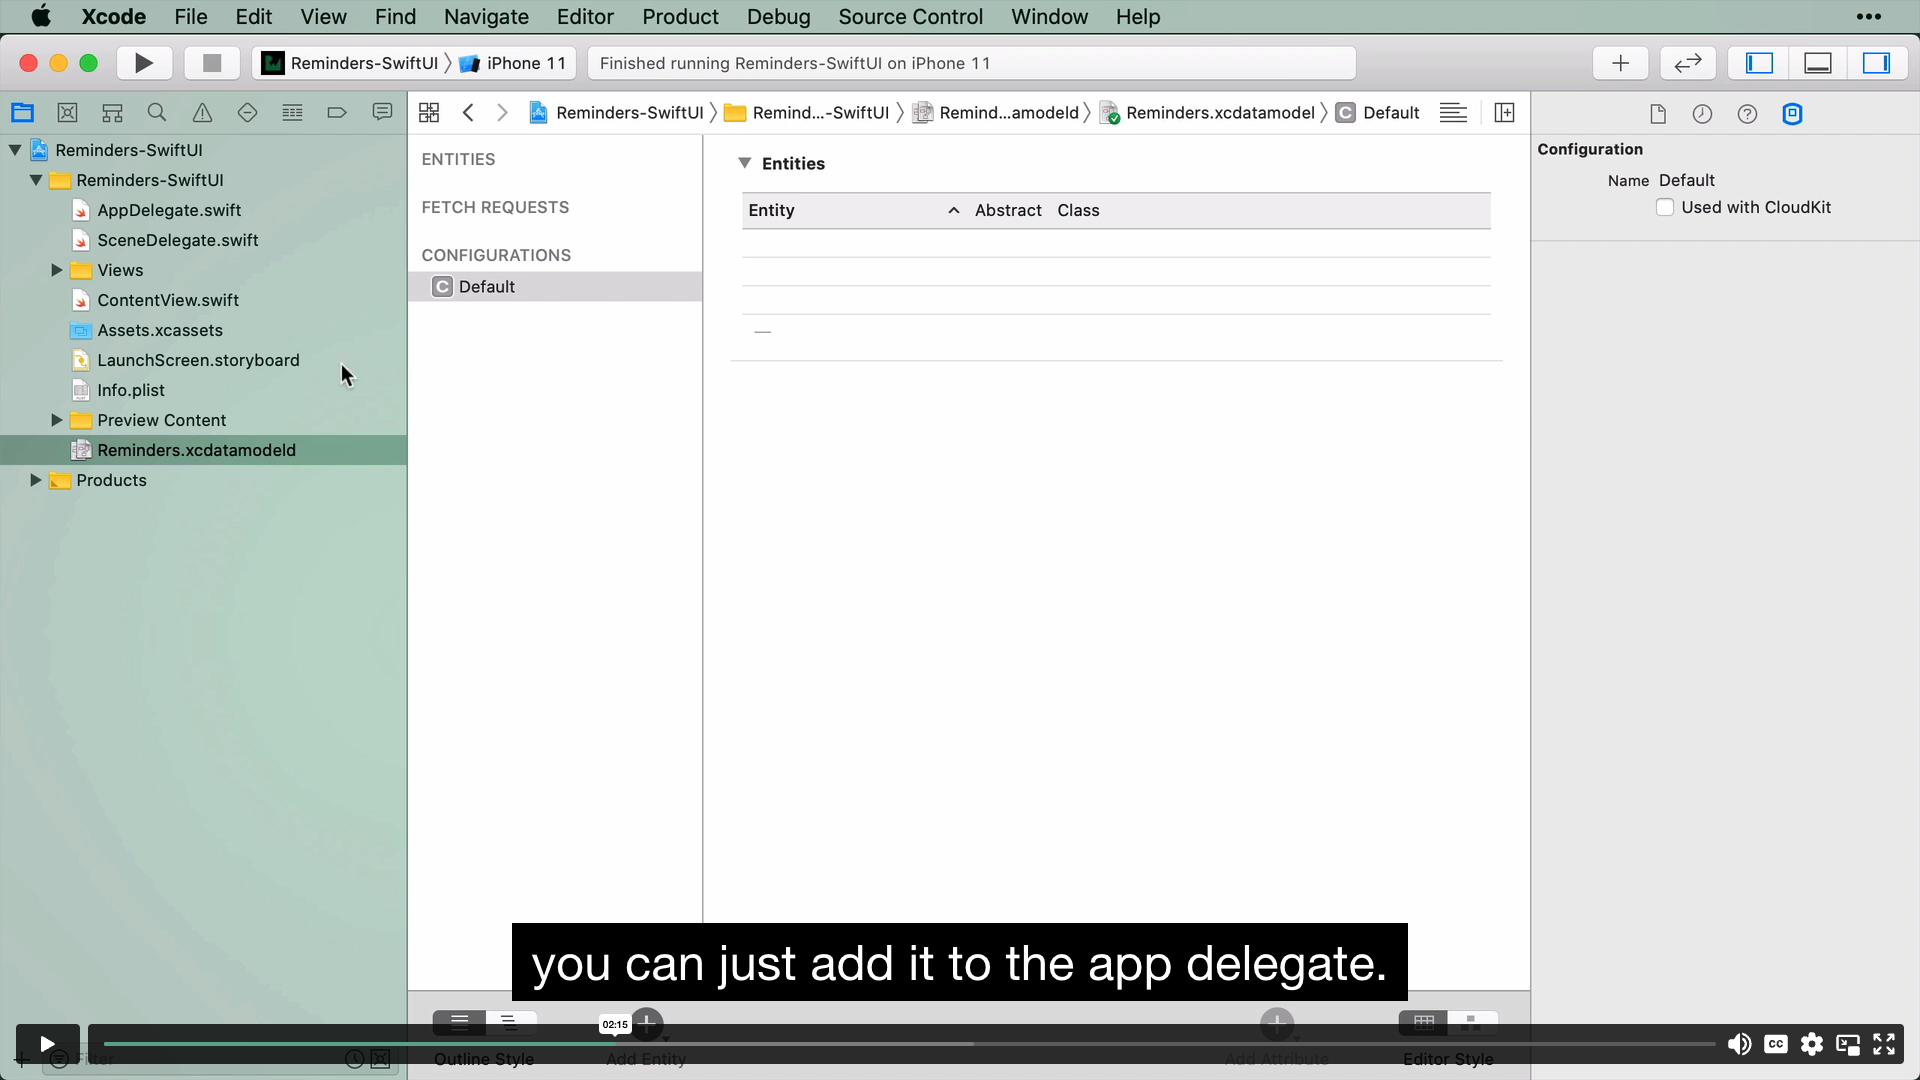 Xcode File Edit View Find Navigate Editor Product Debug Source Control Window Help •••
Reminders-SwiftUI iPhone 11
Finished running Reminders-SwiftUI on iPhone 11
Reminders-SwiftUI Remind...-SwiftUI Remind...amodeld Reminders.xcdatamodel C Default
Reminders-SwiftUI
Reminders-SwiftUI
AppDelegate.swift
SceneDelegate.swift
Views
ContentView.swift
Assets.xcassets
LaunchScreen.storyboard
Info.plist
Preview Content
Reminders.xcdatamodeld
Products
ENTITIES
FETCH REQUESTS
CONFIGURATIONS
C Default
Entities
Entity Abstract Class
Configuration
Name Default
Used with CloudKit
you can just add it to the app delegate.
02:15
CC
Filter
Outline Style
Add Entity
Add Attribute
Editor Style